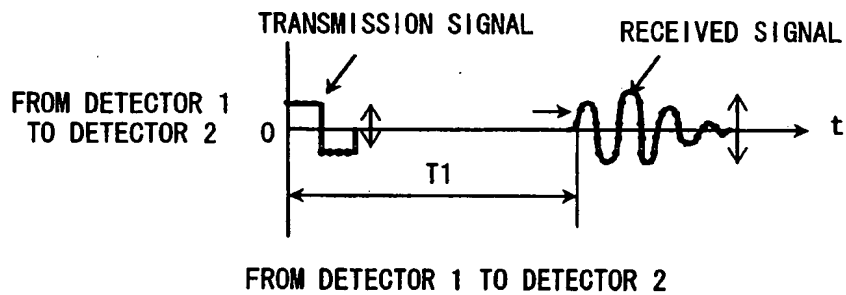 TRANSMISSION SIGNAL
RECEIVED SIGNAL
FROM DETECTOR 1
TO DETECTOR 2
0
t
T1
FROM DETECTOR 1 TO DETECTOR 2